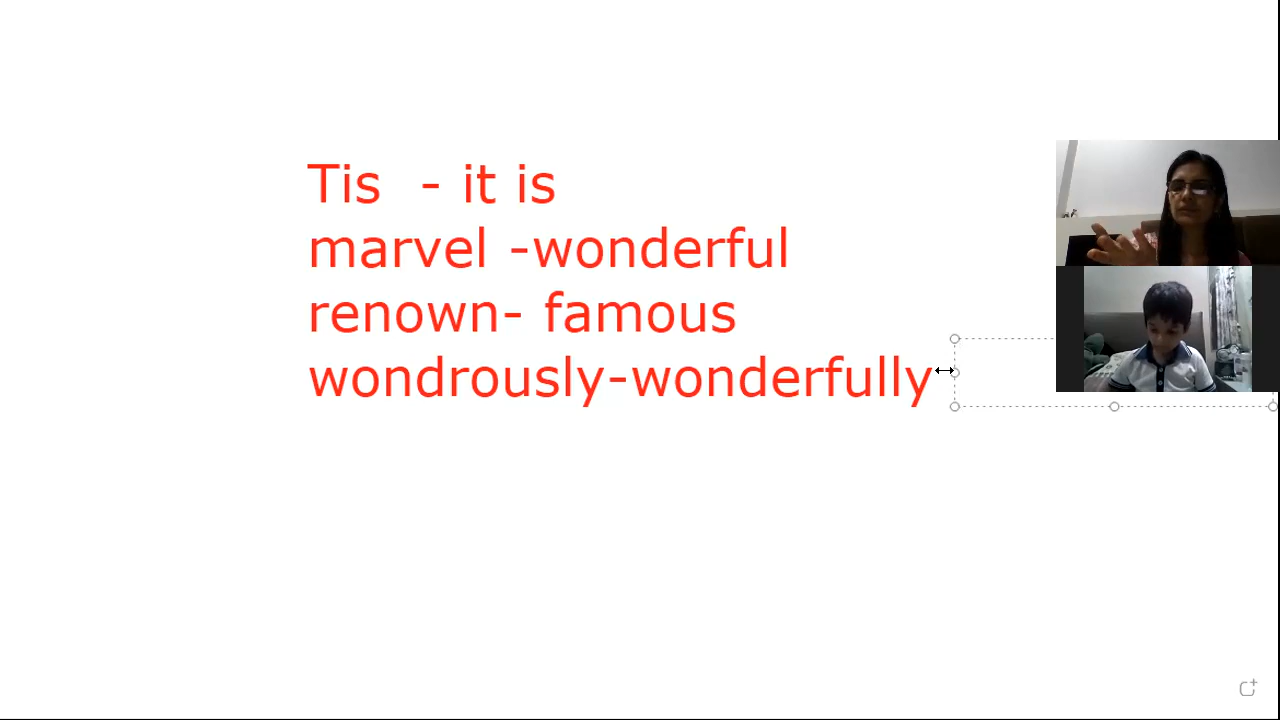 Tis - it is
marvel -wonderful
renown- famous
wondrously-wonderfully